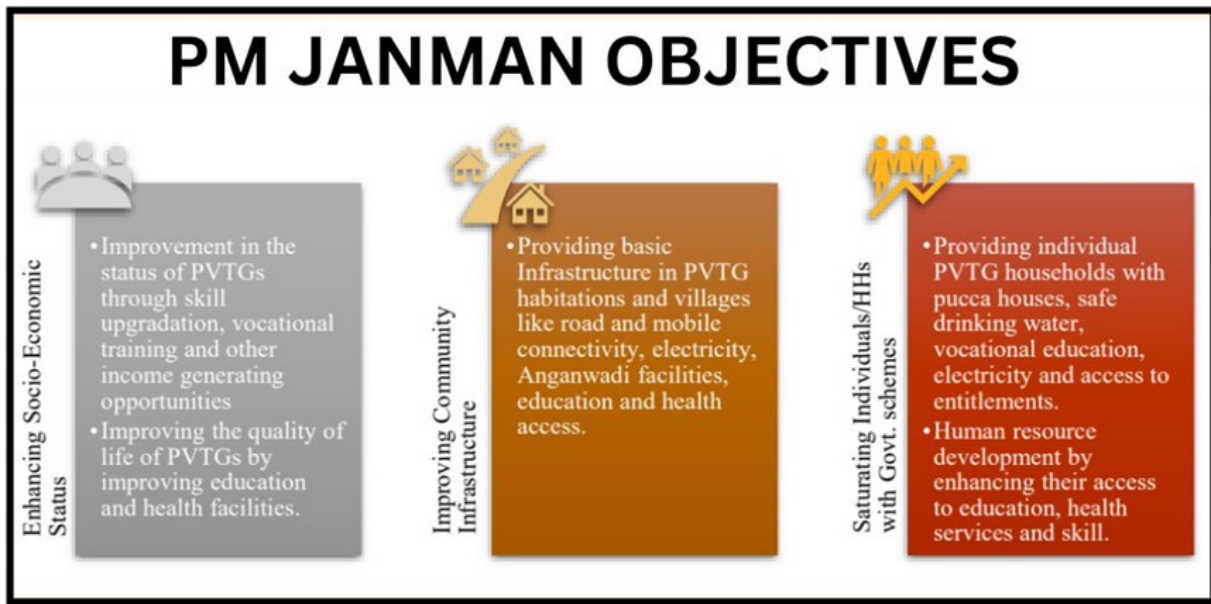 PM JANMAN OBJECTIVES
Enhancing Socio-Economic
Status
•Improvement in the
status of PVTGs
through skill
upgradation, vocational
training and other
income generating
opportunities
•Improving the quality of
life of PVTGs by
improving education
and health facilities.
Improving Community
Infrastructure
•Providing basic
Infrastructure in PVTG
habitations and villages
like road and mobile
connectivity, electricity,
Anganwadi facilities,
education and health
access.
Saturating Individuals/HHs
with Govt. schemes
•Providing individual
PVTG households with
pucca houses, safe
drinking water,
vocational education,
electricity and access to
entitlements.
•Human resource
development by
enhancing their access
to education, health
services and skill.